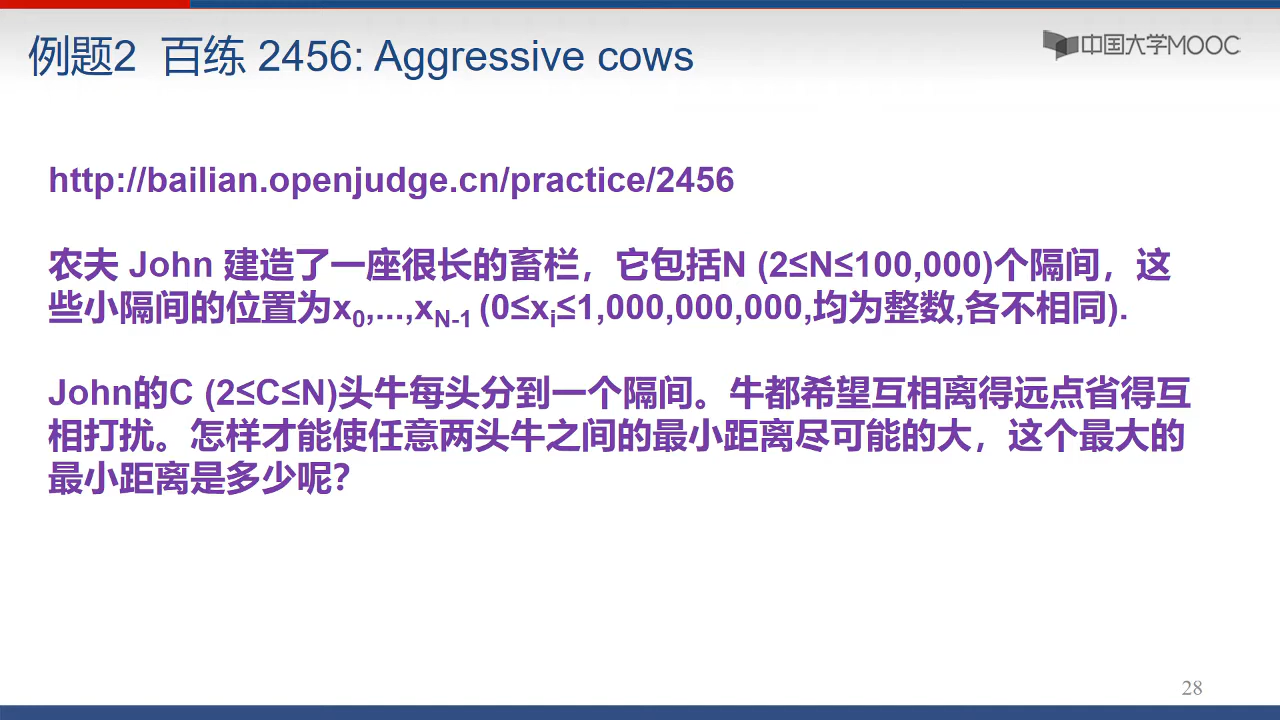 例题2 百练 2456: Aggressive cows
中国大学MOOC
http://bailian.openjudge.cn/practice/2456
农夫 John 建造了一座很长的畜栏，它包括N (2≤N≤100,000)个隔间，这
些小隔间的位置为x0,...,xN-1 (0≤xi≤1,000,000,000,均为整数,各不相同).
John的C (2≤C≤N)头牛每头分到一个隔间。牛都希望互相离得远点省得互
相打扰。怎样才能使任意两头牛之间的最小距离尽可能的大，这个最大的
最小距离是多少呢？
28